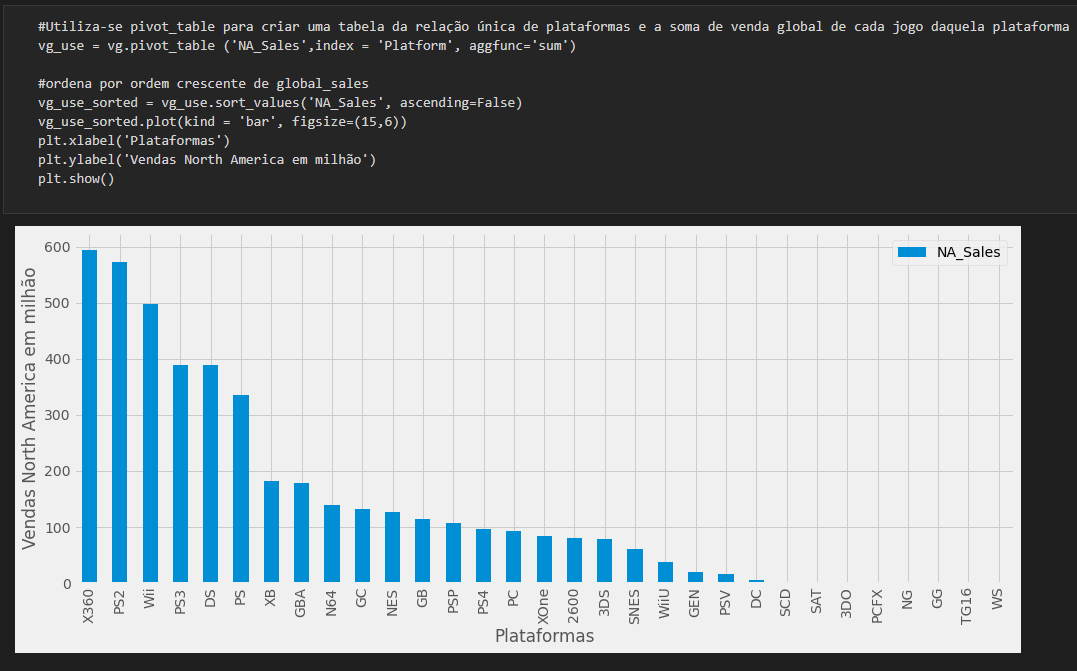 #Utiliza-se pivot_table para criar uma tabela da relação única de plataformas e a soma de venda global de cada jogo daquela plataforma
vg_use = vg.pivot_table ('NA_Sales',index = 'Platform', aggfunc='sum')
#ordena por ordem crescente de global_sales
vg_use_sorted = vg_use.sort_values('NA_Sales', ascending=False)
vg_use_sorted.plot(kind = 'bar', figsize=(15,6))
plt.xlabel('Plataformas')
plt.ylabel('Vendas North America em milhão')
plt.show()
NA_Sales
Vendas North America em milhão
600
500
400
300
200
100
0
X360
PS2
Wii
PS3
DS
PS
XB
GBA
N64
GC
NES
GB
PSP
PS4
PC
XOne
2600
3DS
SNES
WiiU
GEN
PSV
DC
SCD
SAT
3DO
PCFX
NG
GG
TG16
WS
Plataformas